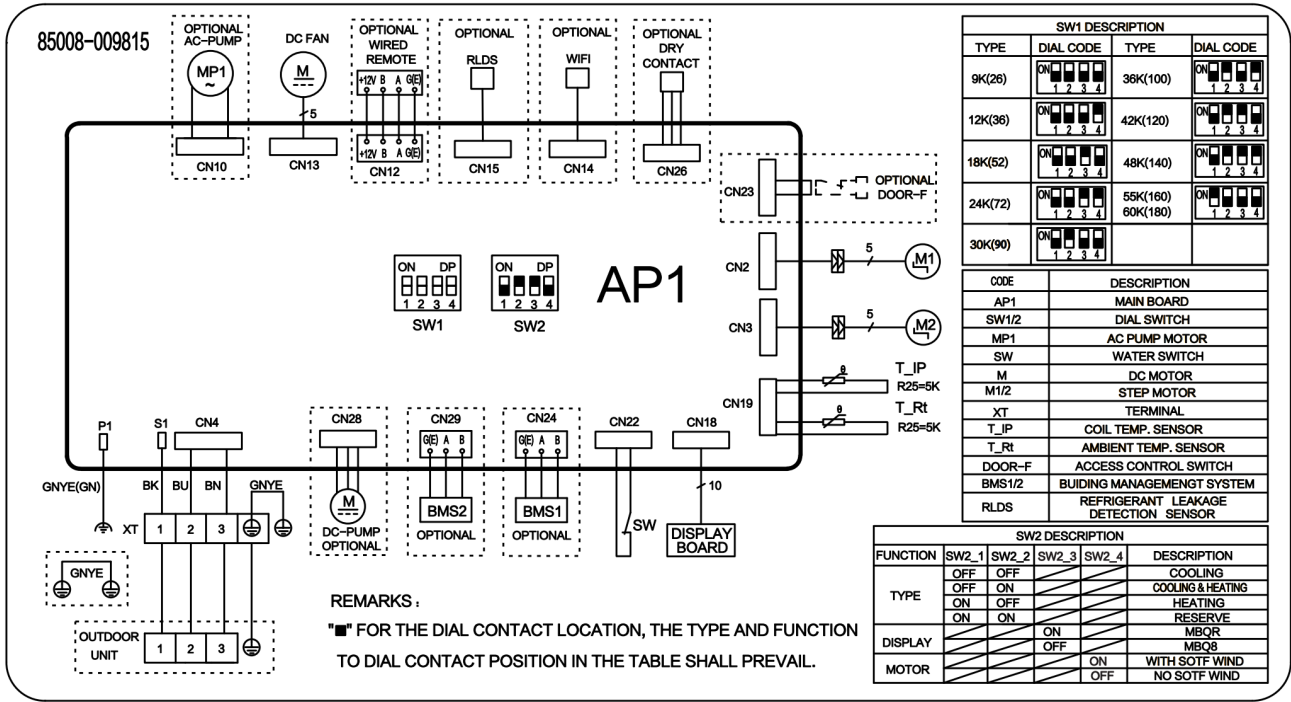 85008-009815
OPTIONAL
AC-PUMP
MP1
~
CN10
DC FAN
M
5
CN13
OPTIONAL
WIRED
REMOTE
+12V B A G(E)
+12V B A G(E)
CN12
OPTIONAL
RLDS
CN15
OPTIONAL
WIFI
CN14
OPTIONAL
DRY
CONTACT
CN26
CN23
OPTIONAL
DOOR-F
CN2
5
M1
CN3
5
M2
CN19
θ
T_IP
R25=5K
θ
T_Rt
R25=5K
ON DP
1 2 3 4
SW1
ON DP
1 2 3 4
SW2
AP1
P1
S1
CN4
GNYE(GN)
BK
BU
BN
GNYE
XT
1 2 3
GNYE
OUTDOOR
UNIT
1 2 3
CN28
M
DC-PUMP
OPTIONAL
CN29
G(E) A B
BMS2
OPTIONAL
CN24
G(E) A B
BMS1
OPTIONAL
CN22
SW
CN18
10
DISPLAY
BOARD
REMARKS:
"■" FOR THE DIAL CONTACT LOCATION, THE TYPE AND FUNCTION
TO DIAL CONTACT POSITION IN THE TABLE SHALL PREVAIL.
SW1 DESCRIPTION
TYPE DIAL CODE TYPE DIAL CODE
9K(26) ON 1 2 3 4 36K(100) ON 1 2 3 4
12K(36) ON 1 2 3 4 42K(120) ON 1 2 3 4
18K(52) ON 1 2 3 4 48K(140) ON 1 2 3 4
24K(72) ON 1 2 3 4 55K(160) ON 1 2 3 4
60K(180)
30K(90) ON 1 2 3 4
CODE DESCRIPTION
AP1 MAIN BOARD
SW1/2 DIAL SWITCH
MP1 AC PUMP MOTOR
SW WATER SWITCH
M DC MOTOR
M1/2 STEP MOTOR
XT TERMINAL
T_IP COIL TEMP. SENSOR
T_Rt AMBIENT TEMP. SENSOR
DOOR-F ACCESS CONTROL SWITCH
BMS1/2 BUIDING MANAGEMENGT SYSTEM
RLDS REFRIGERANT LEAKAGE
DETECTION SENSOR
SW2 DESCRIPTION
FUNCTION SW2_1 SW2_2 SW2_3 SW2_4 DESCRIPTION
TYPE
OFF OFF COOLING
OFF ON COOLING & HEATING
ON OFF HEATING
ON ON RESERVE
DISPLAY
ON MBQR
OFF MBQ8
MOTOR
ON WITH SOTF WIND
OFF NO SOTF WIND